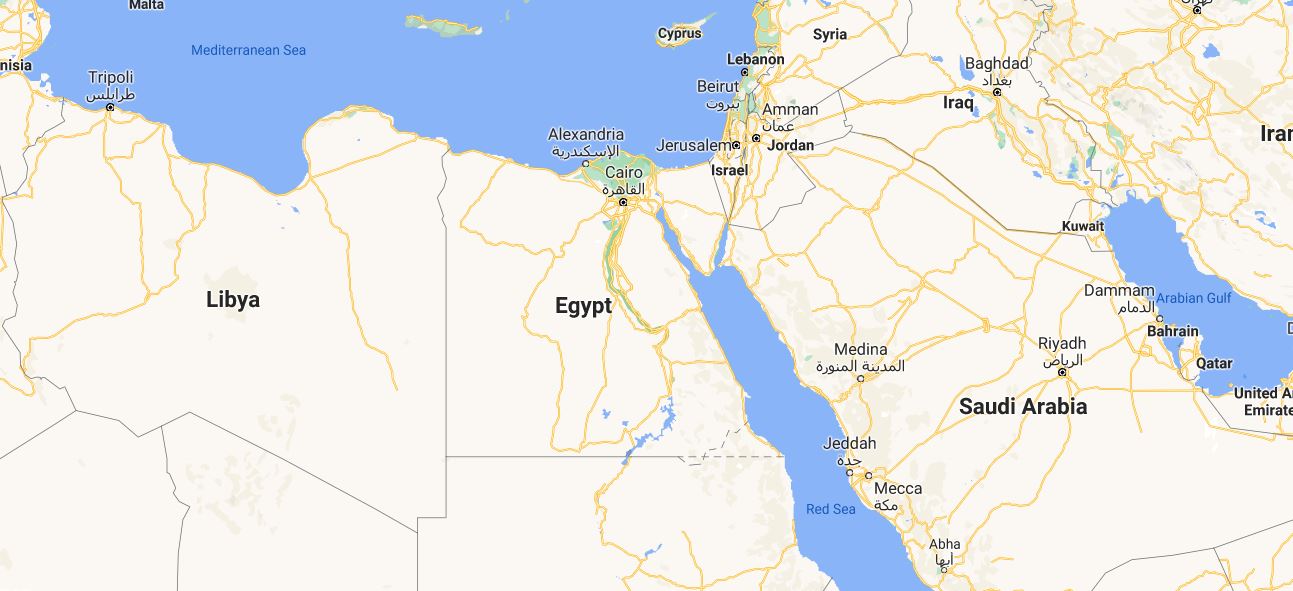 Malta
Mediterranean Sea
nisia
Tripoli
طرابلس
Cyprus
Syria
Lebanon
Beirut
بيروت
Baghdad
بغداد
Iraq
Iran
Amman
عمان
Jordan
Jerusalem
Israel
Alexandria
الإسكندرية
Cairo
القاهرة
Kuwait
Libya
Egypt
Dammam
الدمام
Arabian Gulf
Bahrain
Qatar
Riyadh
الرياض
Medina
المدينة المنورة
United A
Emirate
Saudi Arabia
Jeddah
جدة
Mecca
مكة
Red Sea
Abha
أبها